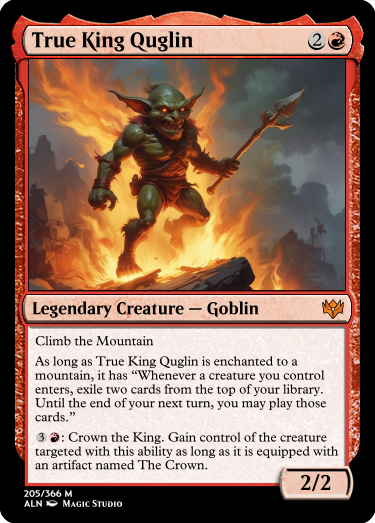 True King Quglin
2
Legendary Creature — Goblin
Climb the Mountain
As long as True King Quglin is enchanted to a
mountain, it has “Whenever a creature you control
enters, exile two cards from the top of your library.
Until the end of your next turn, you may play those
cards.”
3 : Crown the King. Gain control of the creature
targeted with this ability as long as it is equipped with
an artifact named The Crown.
2/2
205/366 M
ALN Magic Studio